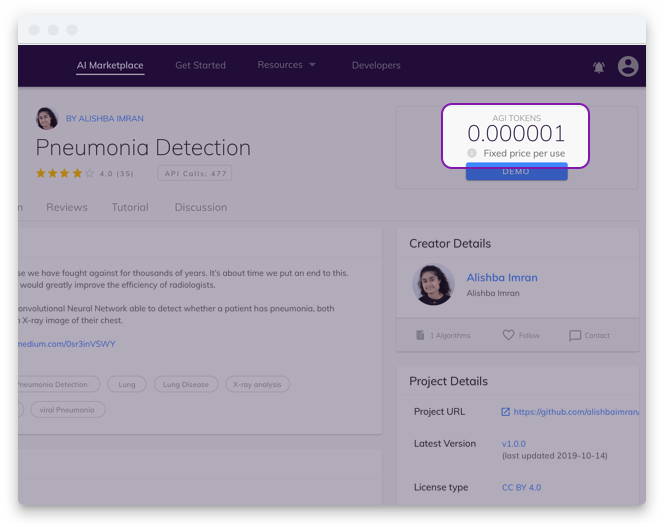 AI Marketplace
Get Started
Resources
Developers
BY ALISHBA IMRAN
Pneumonia Detection
4.0 (35)
API Calls: 477
AGI TOKENS
0.000001
Fixed price per use
DEMO
Reviews
Tutorial
Discussion
se we have fought against for thousands of years. It's about time we put an end to this.
would greatly improve the efficiency of radiologists.
onvolutional Neural Network able to detect whether a patient has pneumonia, both
n X-ray image of their chest.
medium.com/0sr3inVSWY
Pneumonia Detection
Lung
Lung Disease
X-ray analysis
viral Pneumonia
Creator Details
Alishba Imran
Alishba Imran
1 Algorithms
Follow
Contact
Project Details
Project URL
https://github.com/alishbaimran/
Latest Version
v1.0.0
(last updated 2019-10-14)
License type
CC BY 4.0